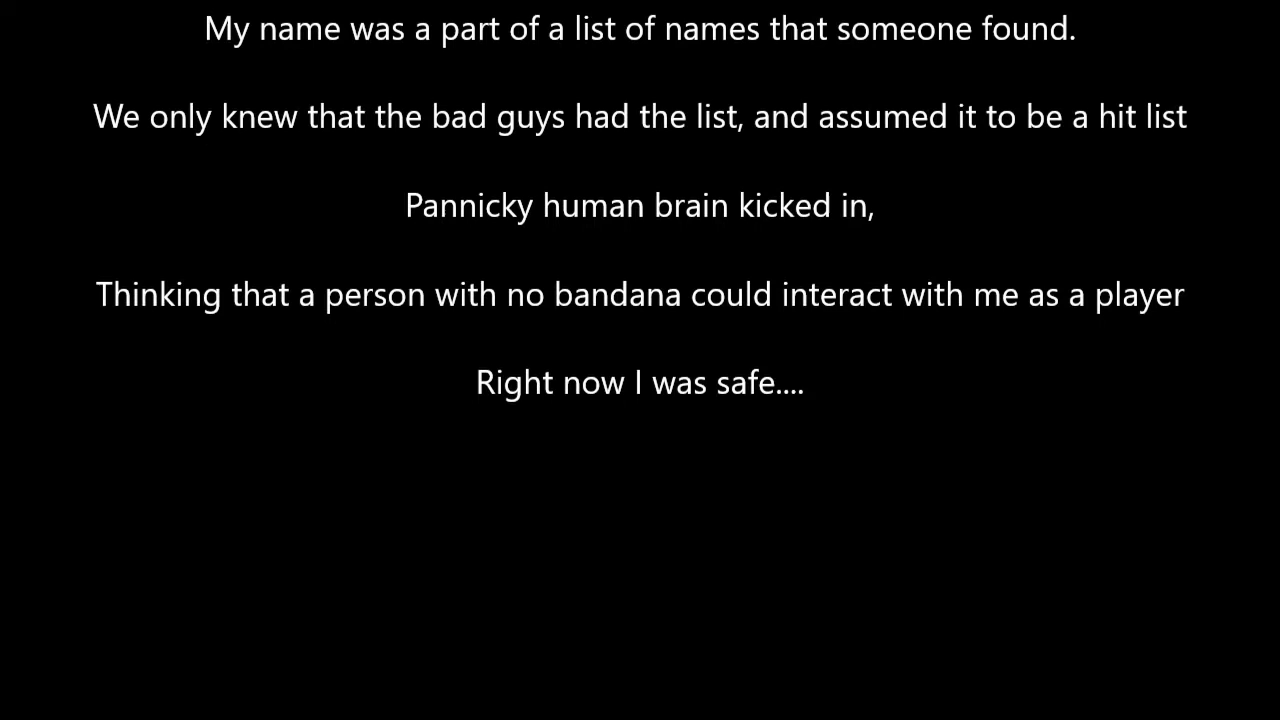 My name was a part of a list of names that someone found.
We only knew that the bad guys had the list, and assumed it to be a hit list
Pannicky human brain kicked in,
Thinking that a person with no bandana could interact with me as a player
Right now I was safe....